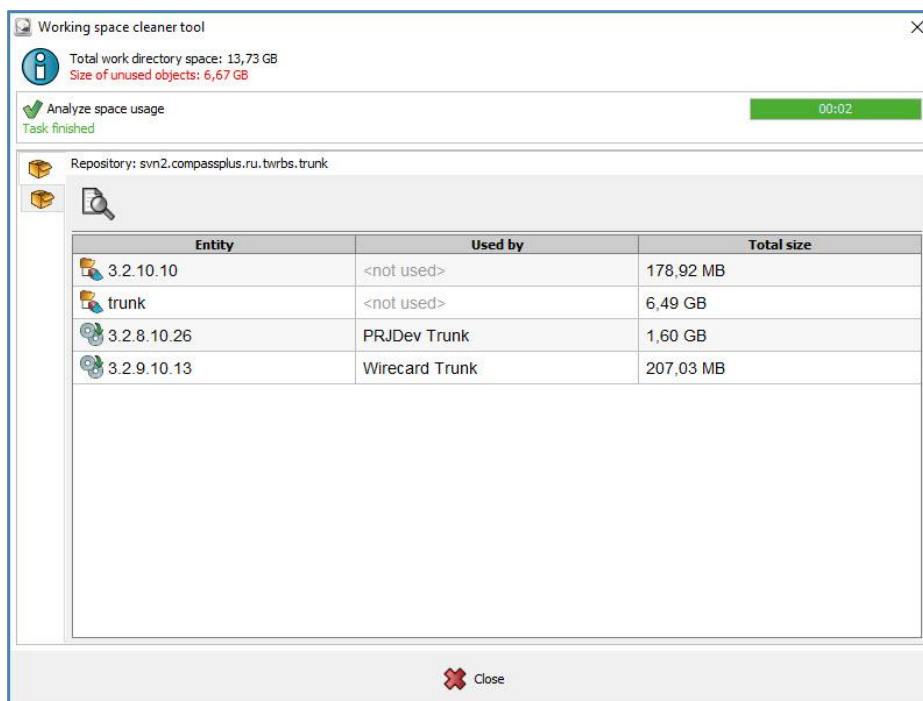 Working space cleaner tool
Total work directory space: 13,73 GB
Size of unused objects: 6,67 GB
Analyze space usage
00:02
Task finished
Repository: svn2.compassplus.ru.twrbs.trunk
Entity Used by Total size
3.2.10.10 <not used> 178,92 MB
trunk <not used> 6,49 GB
3.2.8.10.26 PRJDev Trunk 1,60 GB
3.2.9.10.13 Wirecard Trunk 207,03 MB
Close